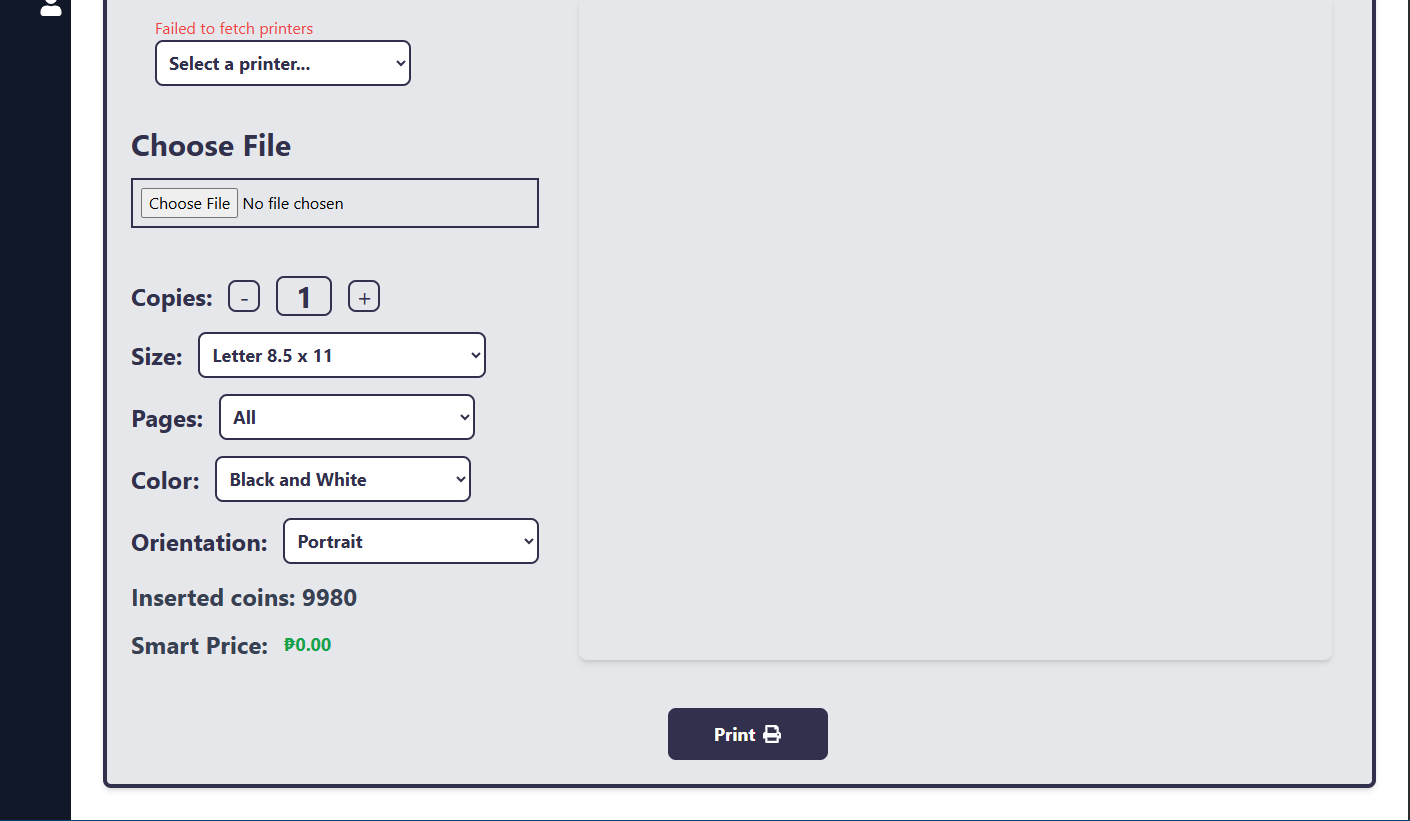 Failed to fetch printers
Select a printer...
Choose File
Choose File No file chosen
Copies: - 1 +
Size: Letter 8.5 x 11
Pages: All
Color: Black and White
Orientation: Portrait
Inserted coins: 9980
Smart Price: ₱0.00
Print